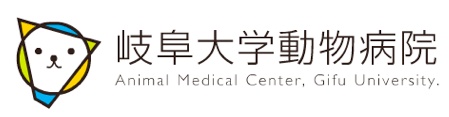 岐阜大学動物病院
Animal Medical Center, Gifu University.